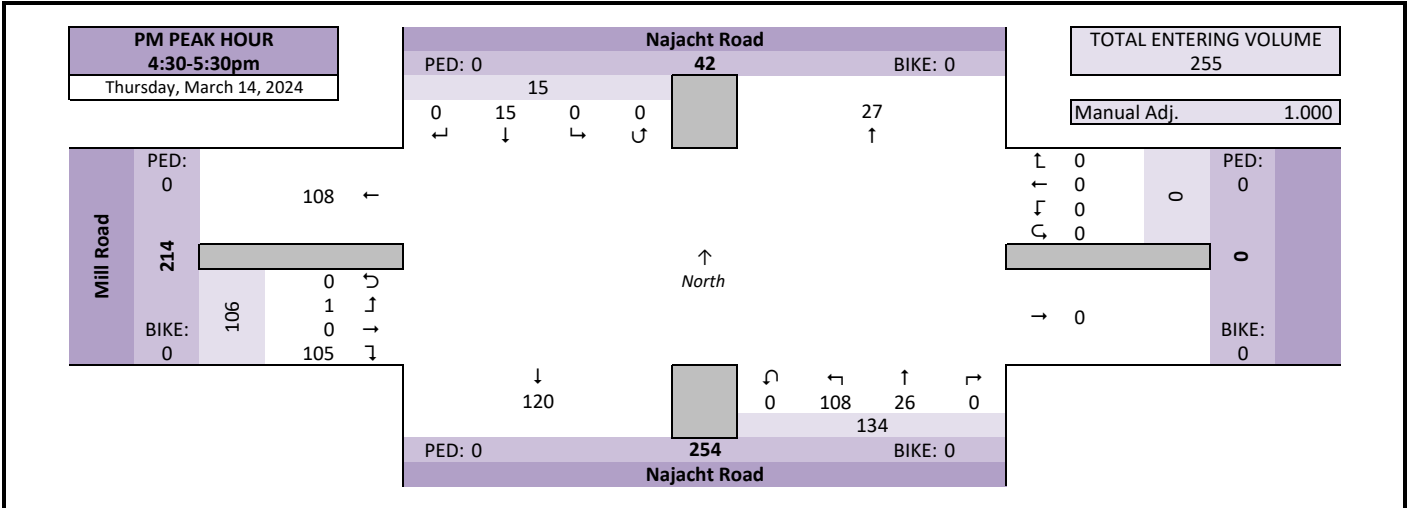 PM PEAK HOUR
4:30-5:30pm
Thursday, March 14, 2024
Najacht Road
PED: 0 42 BIKE: 0
15
0 15 0 0
↵ ↓ ↳ ↺
27
↑
TOTAL ENTERING VOLUME
255
Manual Adj. 1.000
Mill Road
PED:
0
214
BIKE:
0
108 ←
106
0 ⮌
1 ⮥
0 →
105 ⮧
↑
North
↱ 0
← 0
↲ 0
⮎ 0
0
→ 0
PED:
0
0
BIKE:
0
↓
120
↶ ↰ ↑ ↱
0 108 26 0
134
PED: 0 254 BIKE: 0
Najacht Road